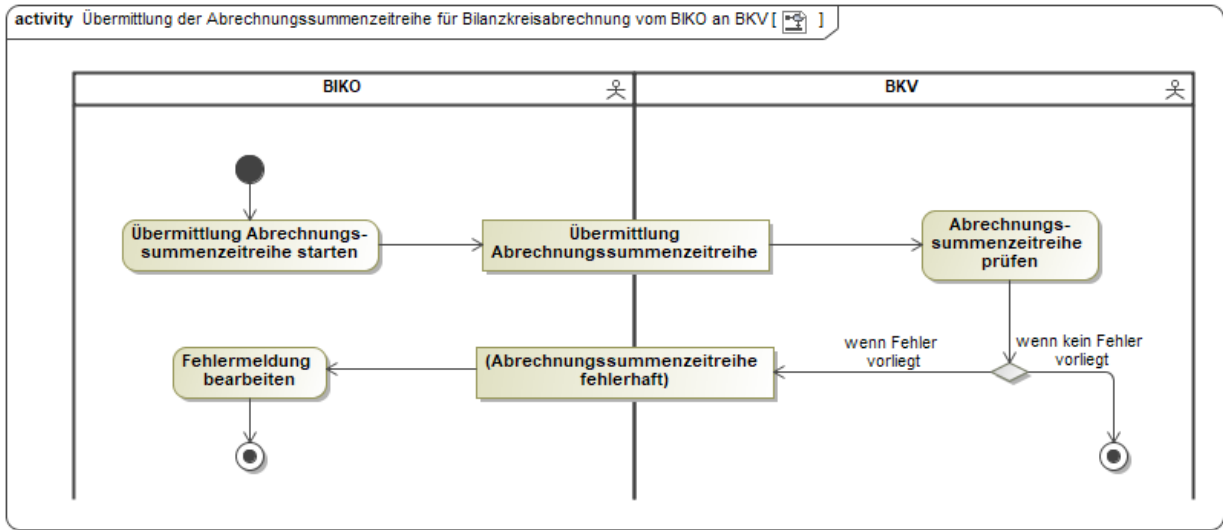 activity Übermittlung der Abrechnungssummenzeitreihe für Bilanzkreisabrechnung vom BIKO an BKV [ ]
BIKO
BKV
Übermittlung Abrechnungs-
summenzeitreihe starten
Übermittlung
Abrechnungssummenzeitreihe
Abrechnungs-
summenzeitreihe
prüfen
wenn Fehler
vorliegt
wenn kein Fehler
vorliegt
(Abrechnungssummenzeitreihe
fehlerhaft)
Fehlermeldung
bearbeiten